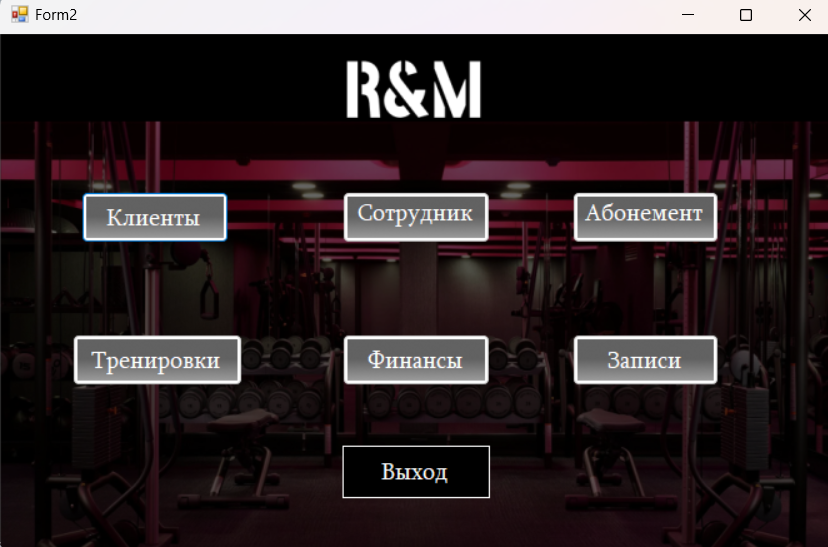 Form2
R&M
Клиенты
Сотрудник
Абонемент
Тренировки
Финансы
Записи
Выход